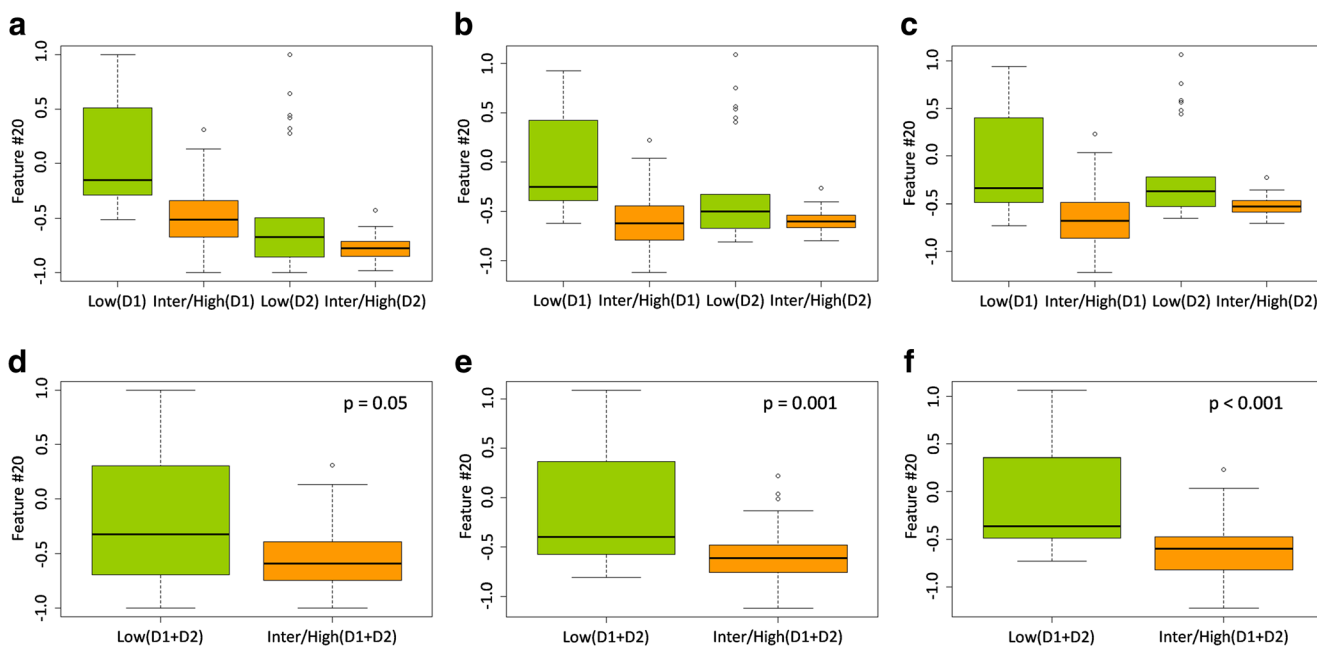 a
Feature #20
1.0
0.5
0.0
-0.5
-1.0
Low(D1) Inter/High(D1) Low(D2) Inter/High(D2)
b
Feature #20
1.0
0.5
0.0
-0.5
-1.0
Low(D1) Inter/High(D1) Low(D2) Inter/High(D2)
c
Feature #20
1.0
0.5
0.0
-0.5
-1.0
Low(D1) Inter/High(D1) Low(D2) Inter/High(D2)
d
Feature #20
1.0
0.5
0.0
-0.5
-1.0
p = 0.05
Low(D1+D2) Inter/High(D1+D2)
e
Feature #20
1.0
0.5
0.0
-0.5
-1.0
p = 0.001
Low(D1+D2) Inter/High(D1+D2)
f
Feature #20
1.0
0.5
0.0
-0.5
-1.0
p < 0.001
Low(D1+D2) Inter/High(D1+D2)